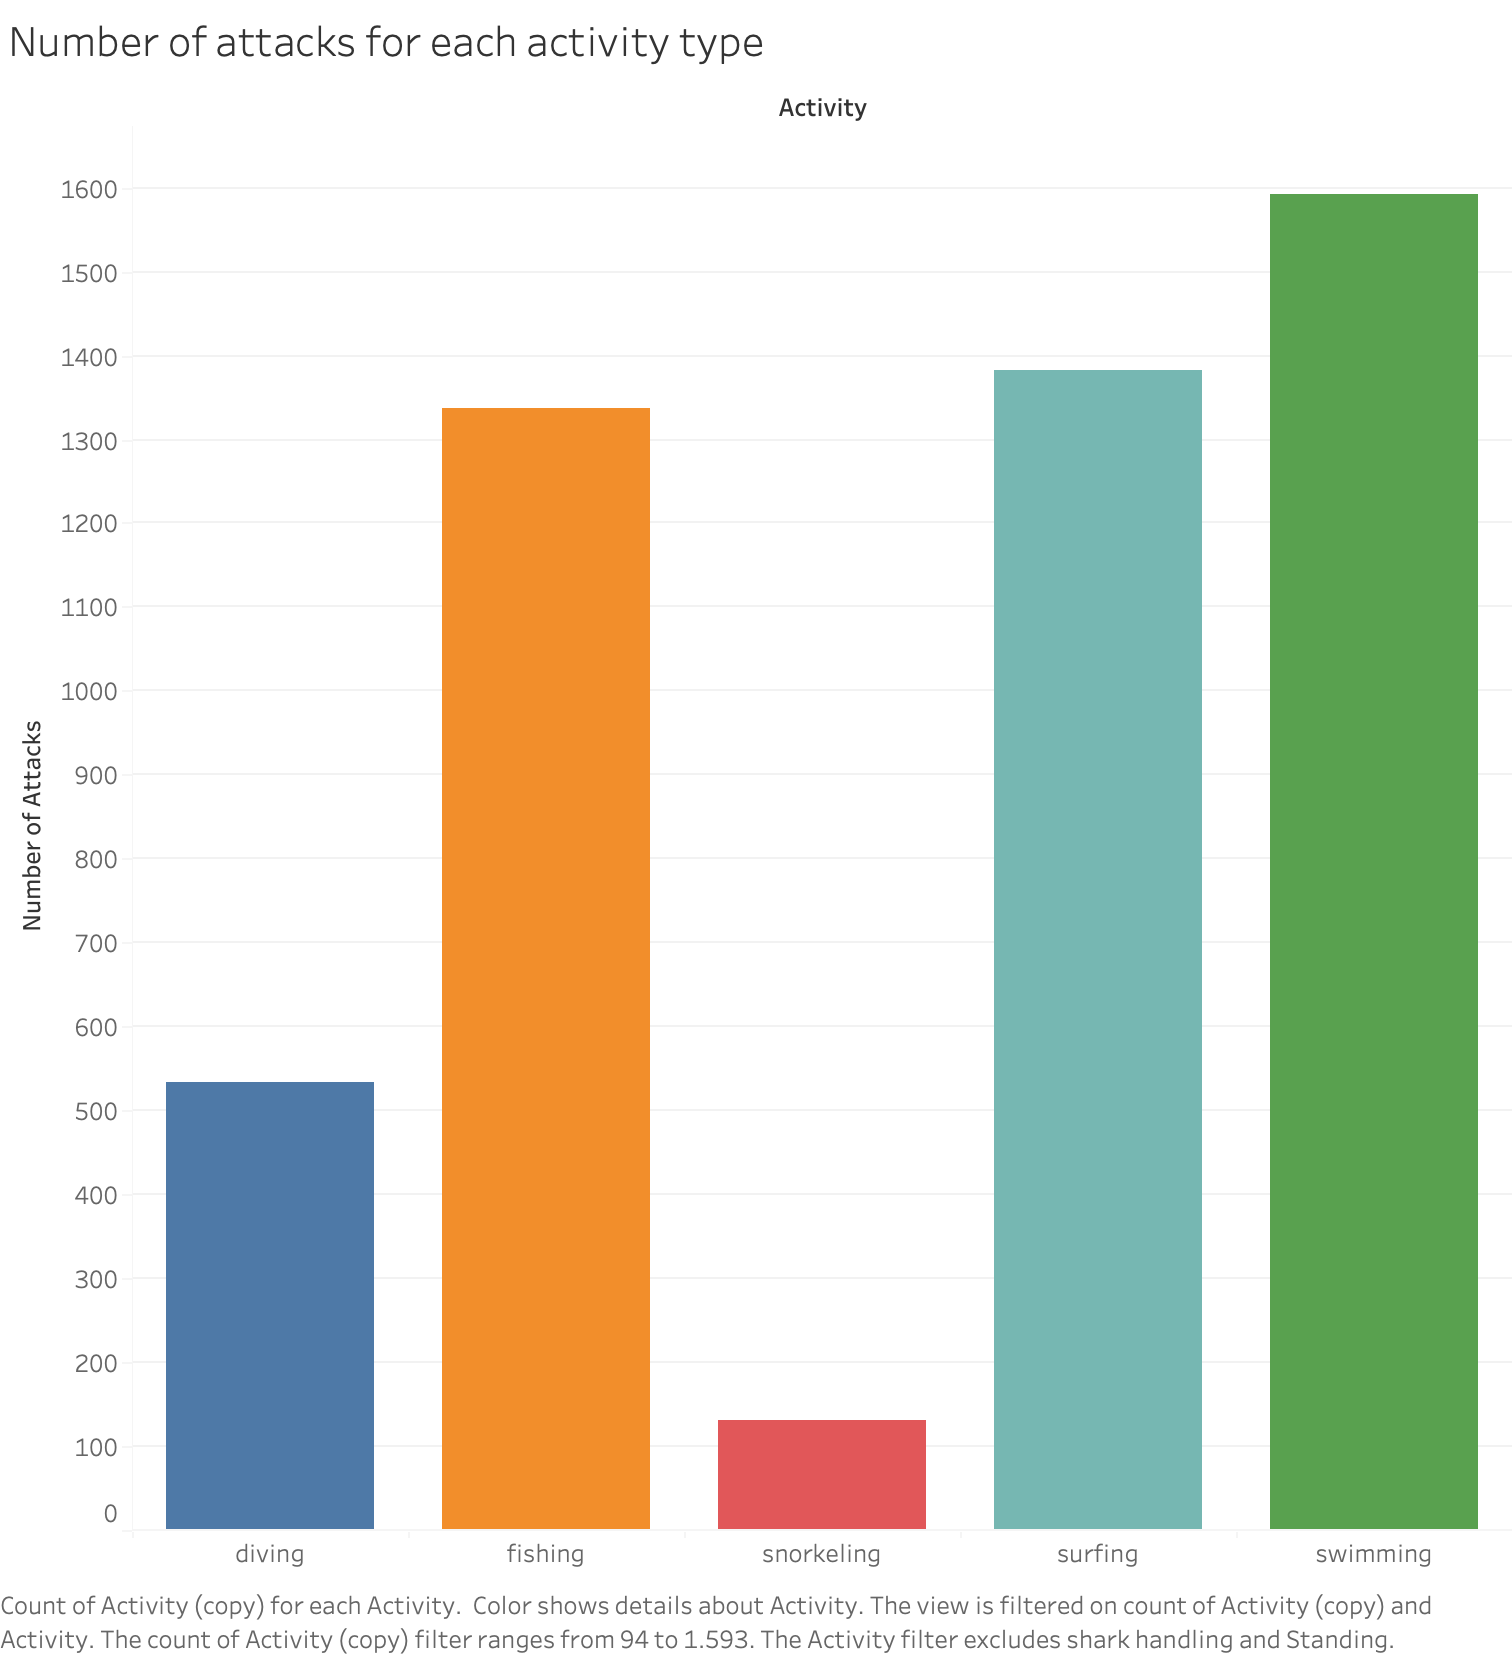 Number of attacks for each activity type
Activity
1600
1500
1400
1300
1200
1100
1000
900
800
700
600
500
400
300
200
100
0
Number of Attacks
diving fishing snorkeling surfing swimming
Count of Activity (copy) for each Activity.  Color shows details about Activity. The view is filtered on count of Activity (copy) and
Activity. The count of Activity (copy) filter ranges from 94 to 1.593. The Activity filter excludes shark handling and Standing.